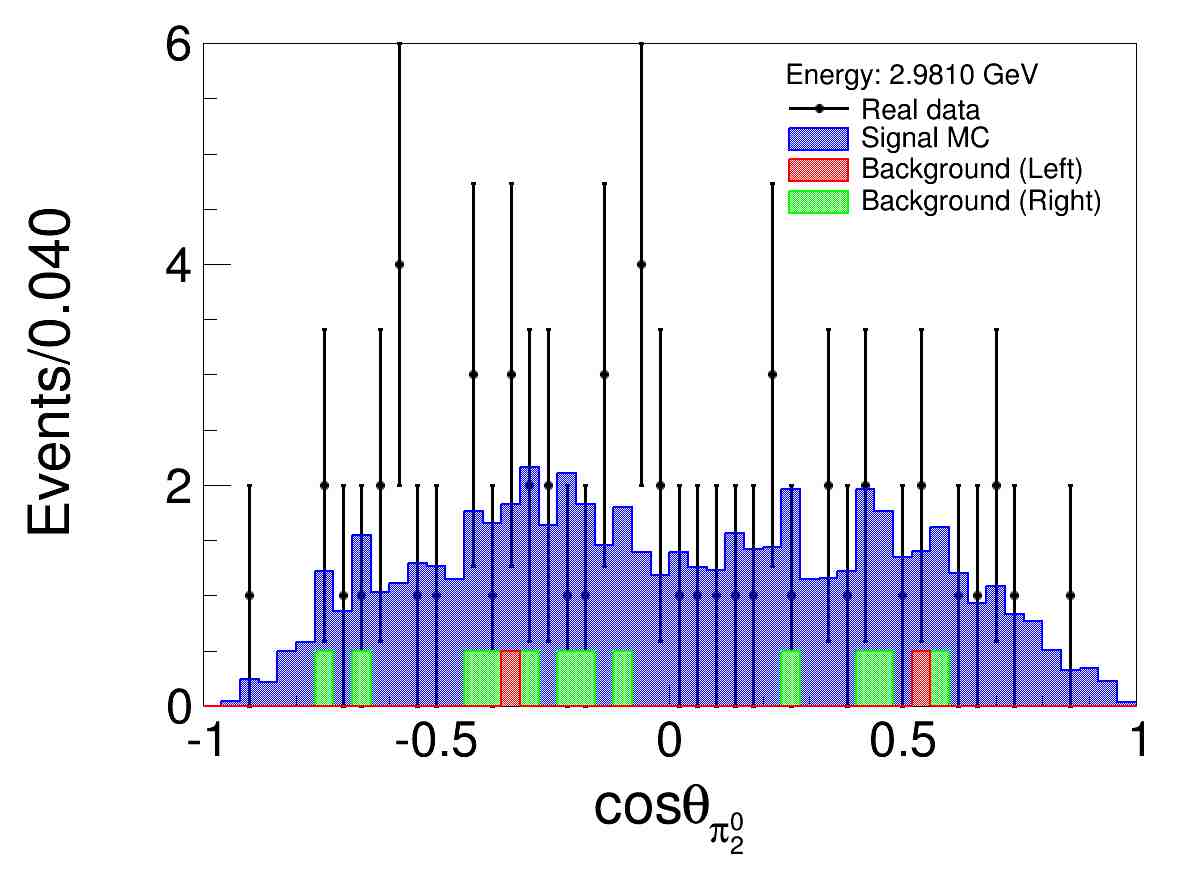 6
4
2
0
-1
-0.5
0
0.5
1
Events/0.040
cosθπ⁰₂
Energy: 2.9810 GeV
Real data
Signal MC
Background (Left)
Background (Right)